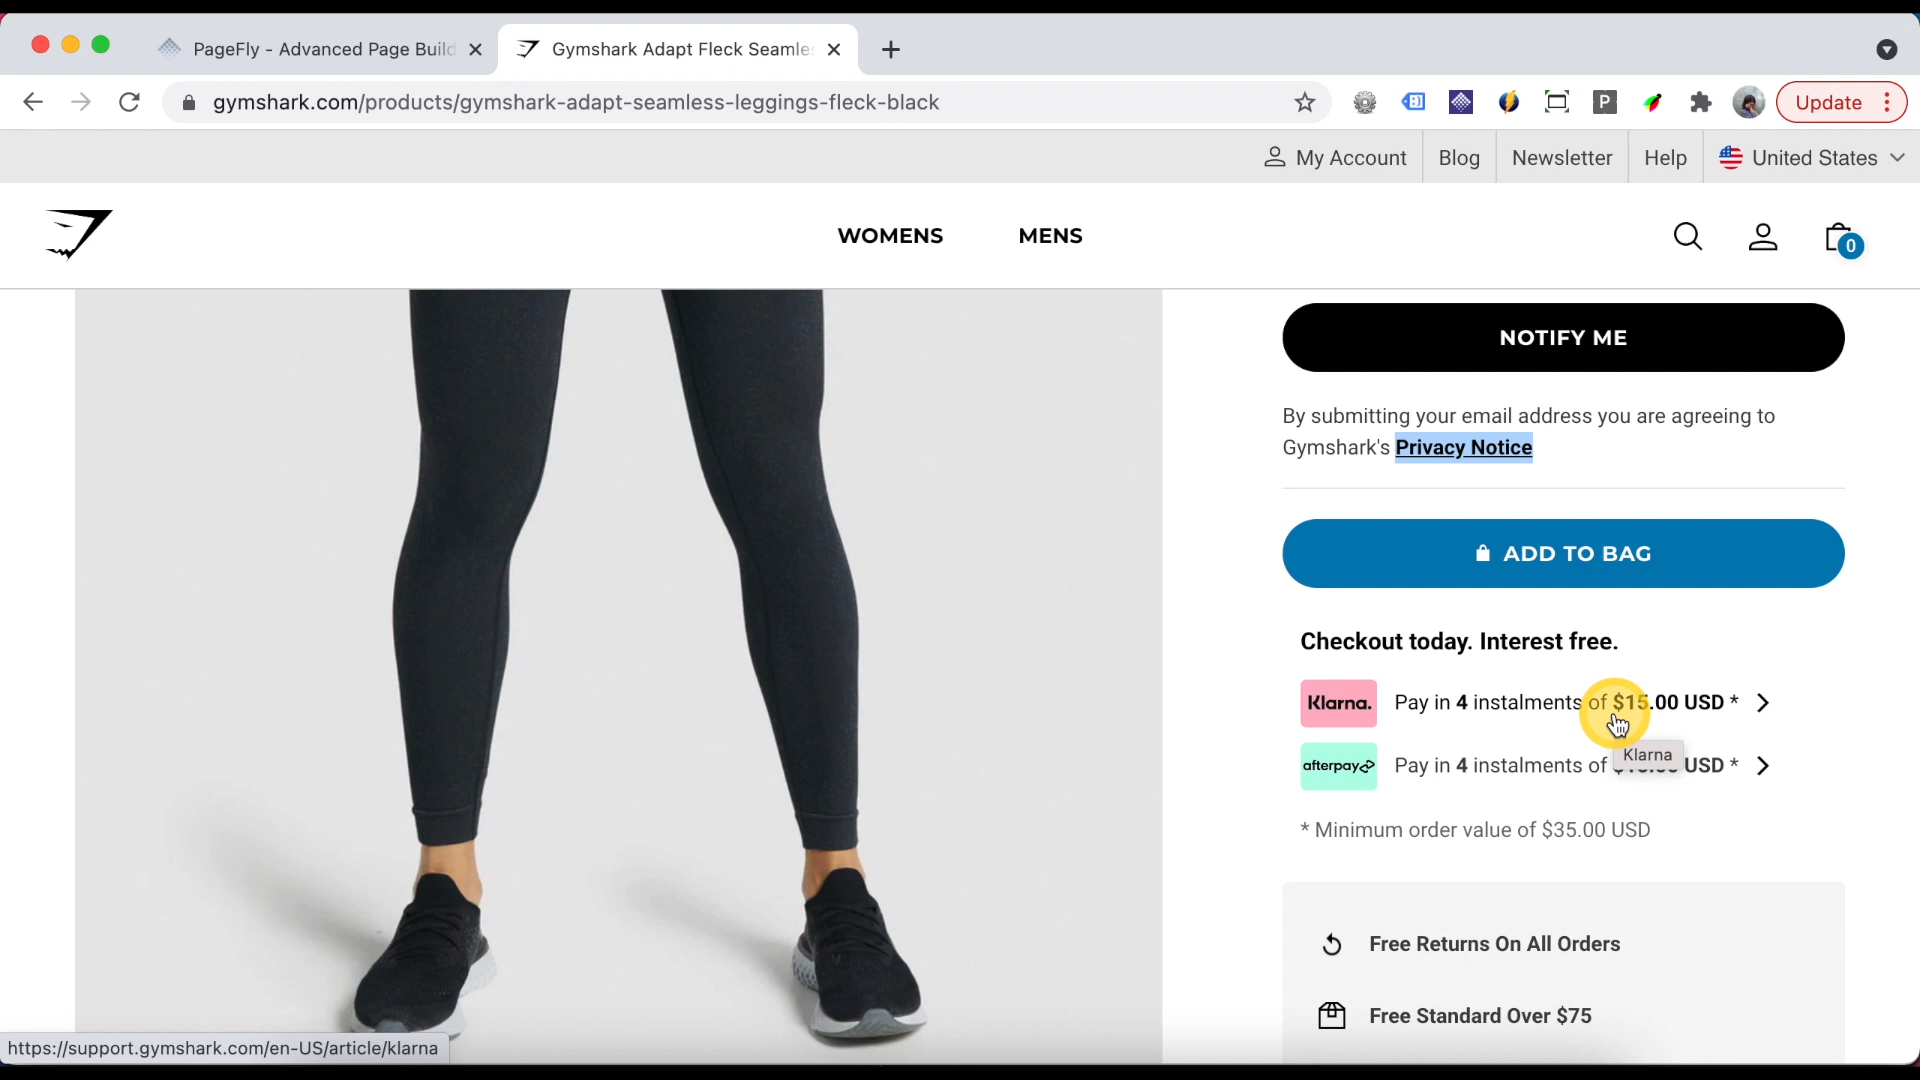 PageFly - Advanced Page Build
Gymshark Adapt Fleck Seamle
gymshark.com/products/gymshark-adapt-seamless-leggings-fleck-black
P
Update
My Account
Blog
Newsletter
Help
United States
WOMENS
MENS
0
NOTIFY ME
By submitting your email address you are agreeing to
Gymshark's Privacy Notice
ADD TO BAG
Checkout today. Interest free.
Klarna. Pay in 4 instalments of $15.00 USD *
Klarna
afterpay Pay in 4 instalments of USD *
* Minimum order value of $35.00 USD
Free Returns On All Orders
Free Standard Over $75
https://support.gymshark.com/en-US/article/klarna